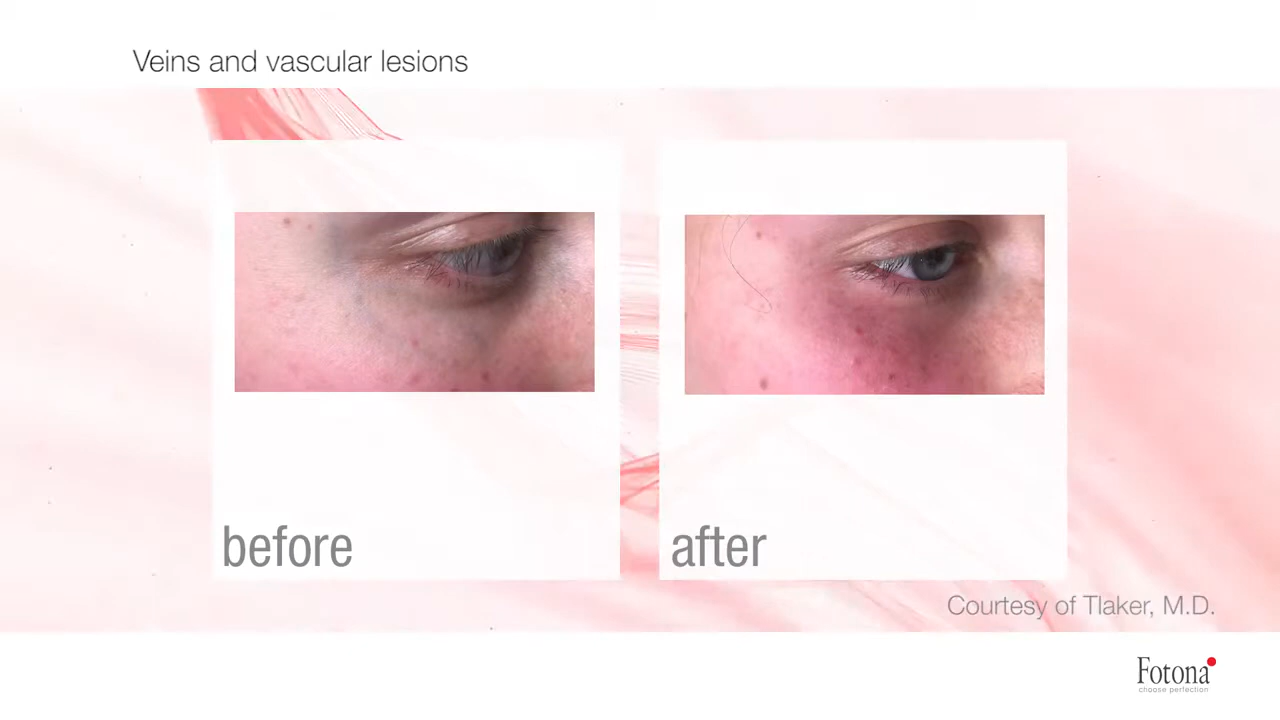 Veins and vascular lesions
before
after
Courtesy of Tlaker, M.D.
Fotona
choose perfection